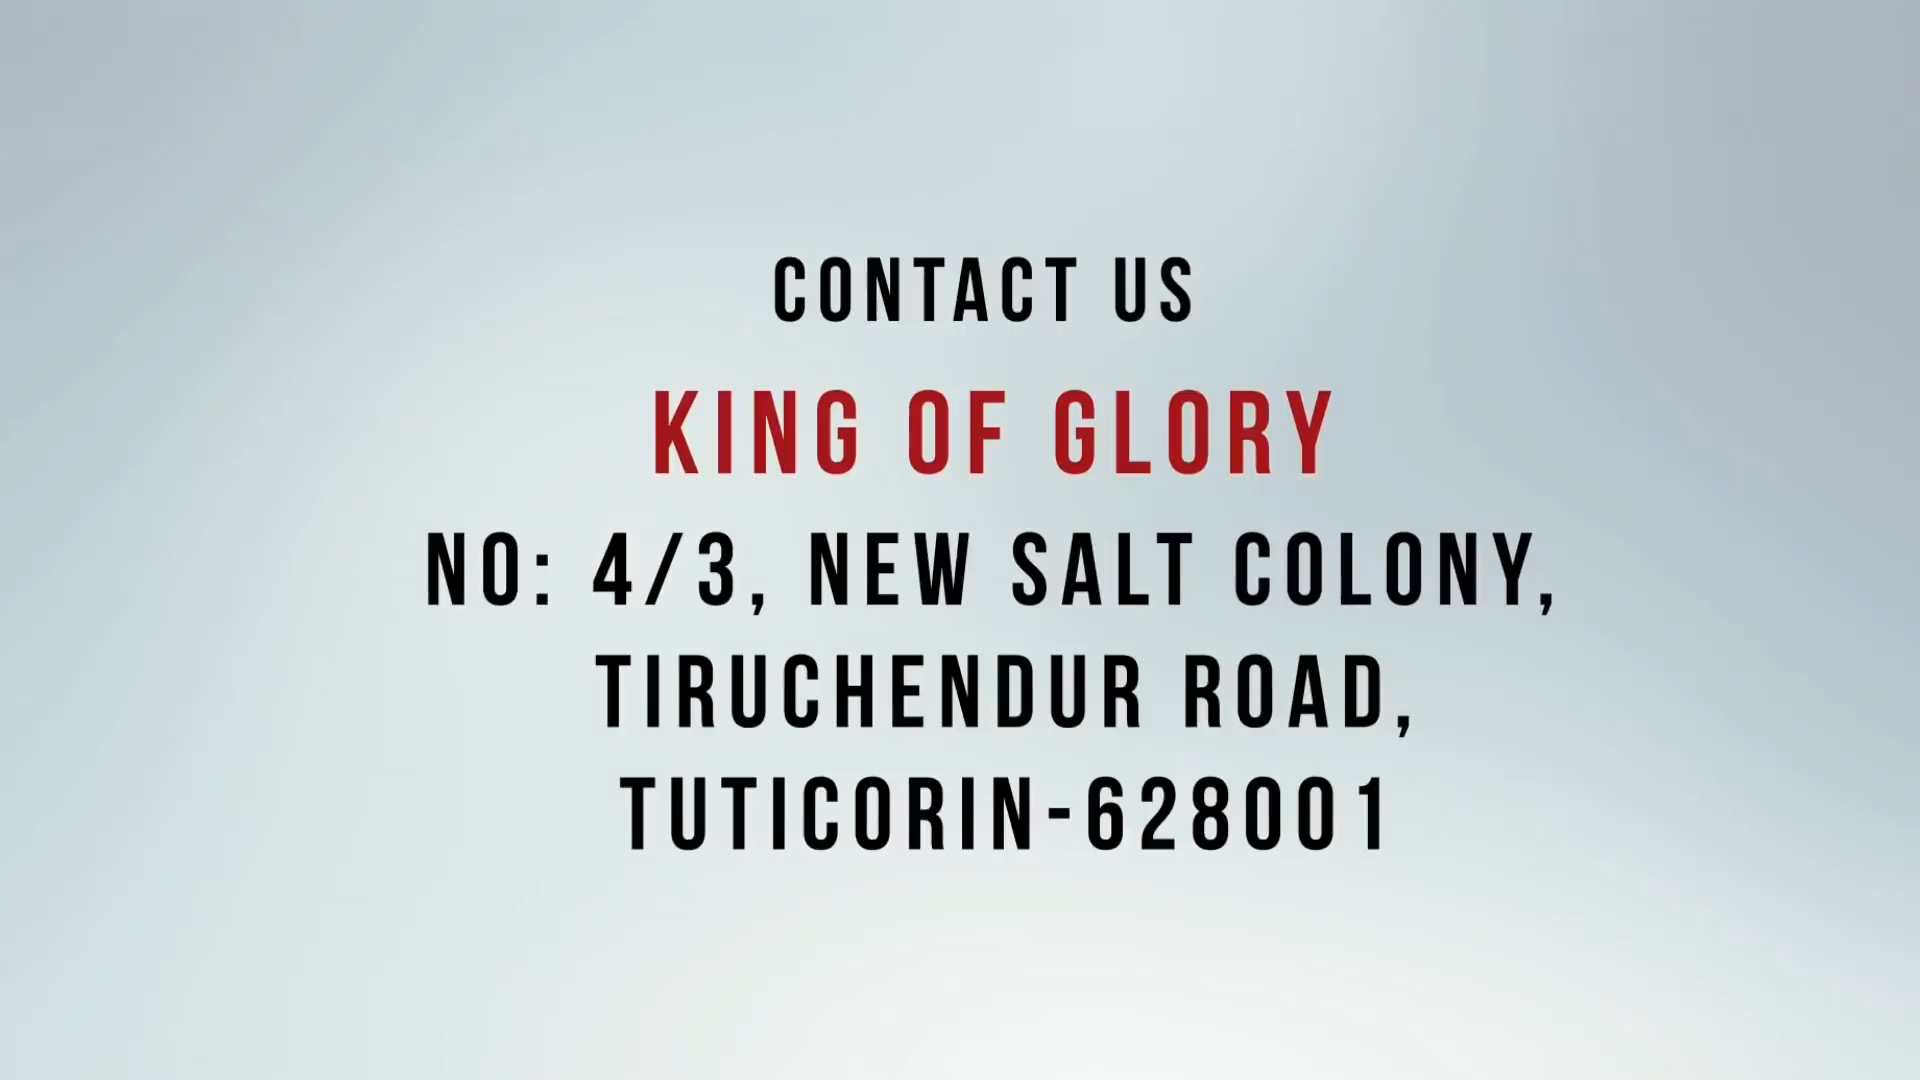 CONTACT US
KING OF GLORY
NO: 4/3, NEW SALT COLONY,
TIRUCHENDUR ROAD,
TUTICORIN-628001